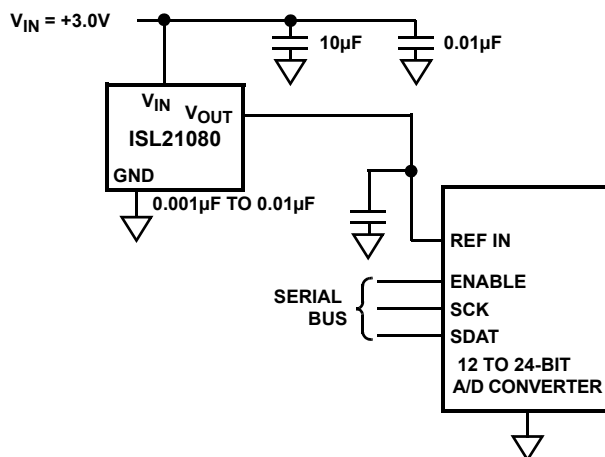 VIN = +3.0V
10µF
0.01µF
VIN
VOUT
ISL21080
GND
0.001µF TO 0.01µF
REF IN
ENABLE
SERIAL
BUS
SCK
SDAT
12 TO 24-BIT
A/D CONVERTER